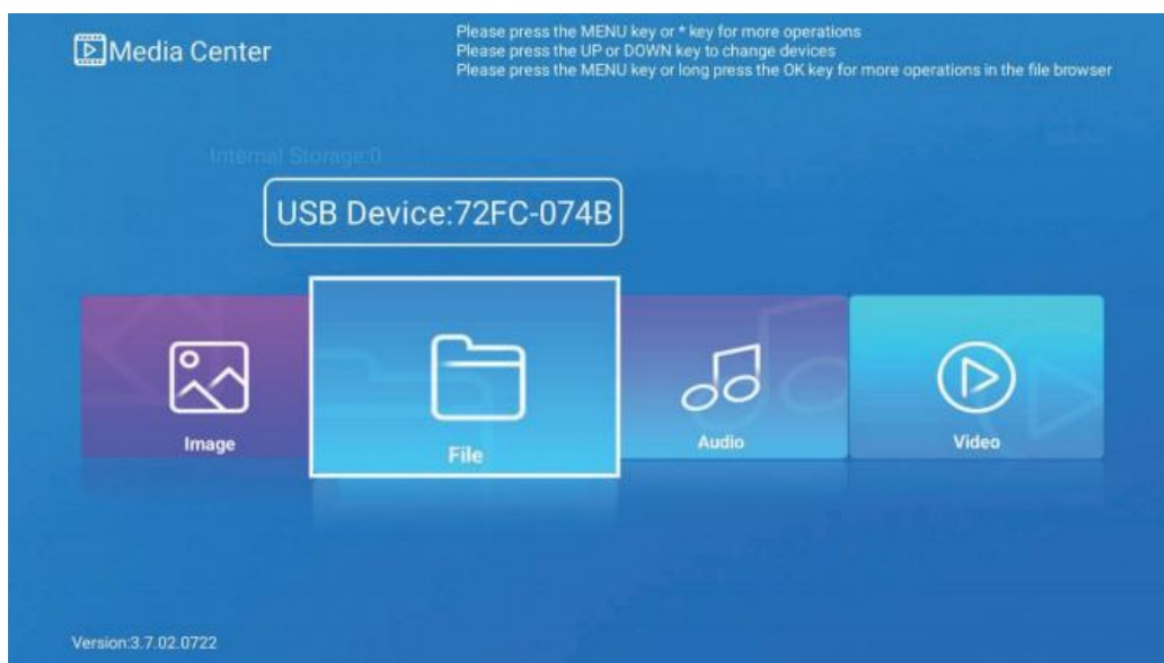 Media Center
Please press the MENU key or * key for more operations
Please press the UP or DOWN key to change devices
Please press the MENU key or long press the OK key for more operations in the file browser
Internal Storage:0
USB Device:72FC-074B
Image
File
Audio
Video
Version:3.7.02.0722